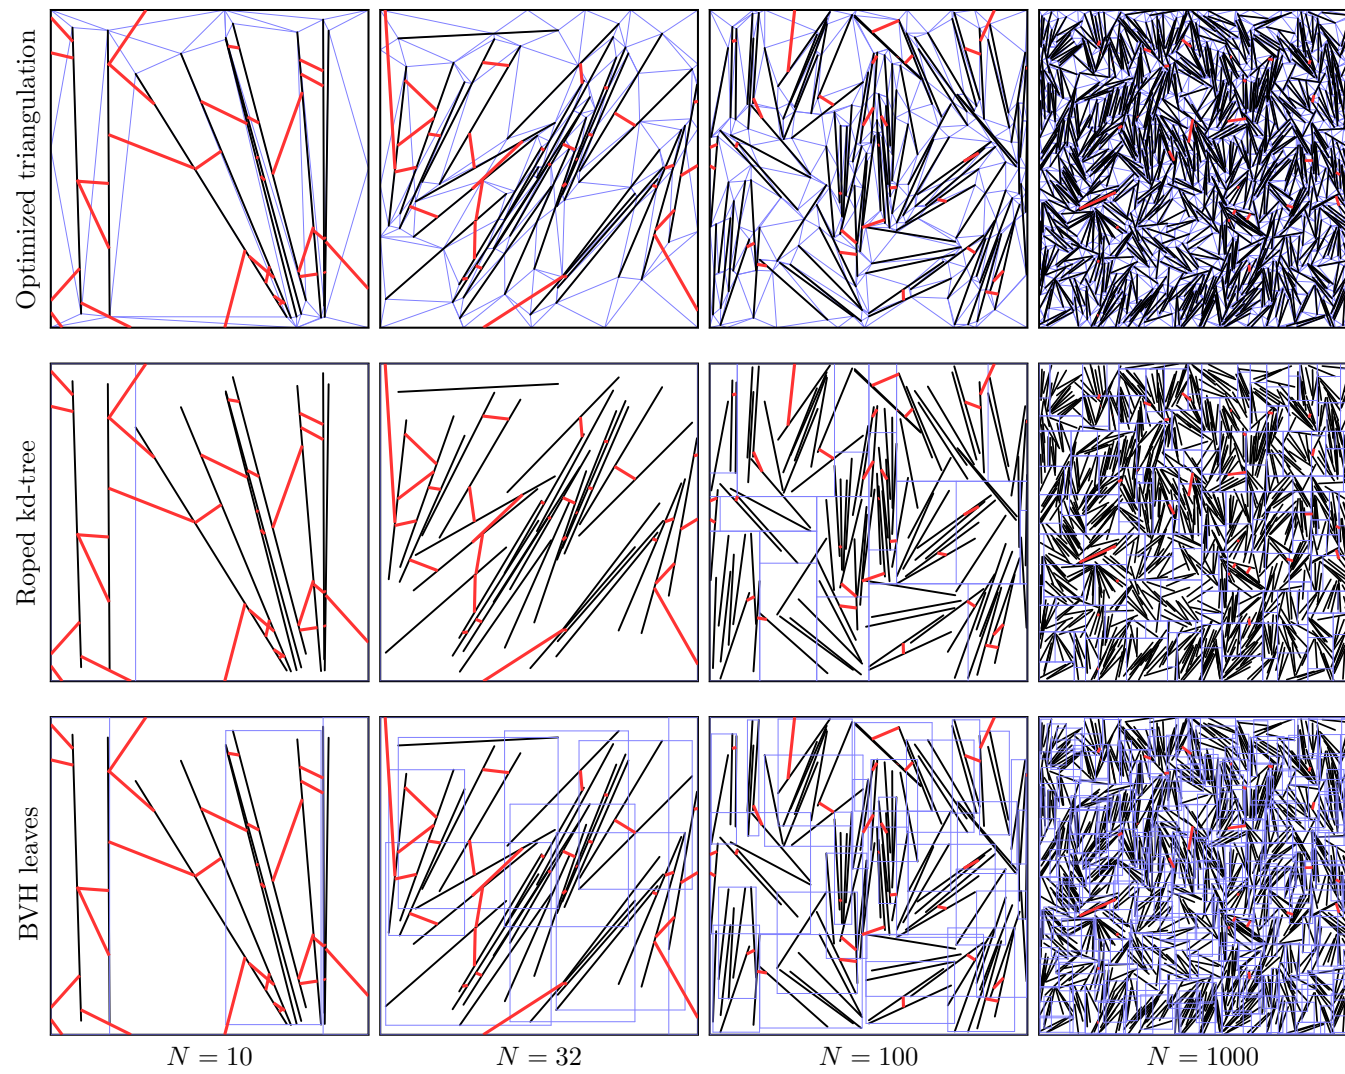 Optimized triangulation
Roped kd-tree
BVH leaves
N = 10
N = 32
N = 100
N = 1000